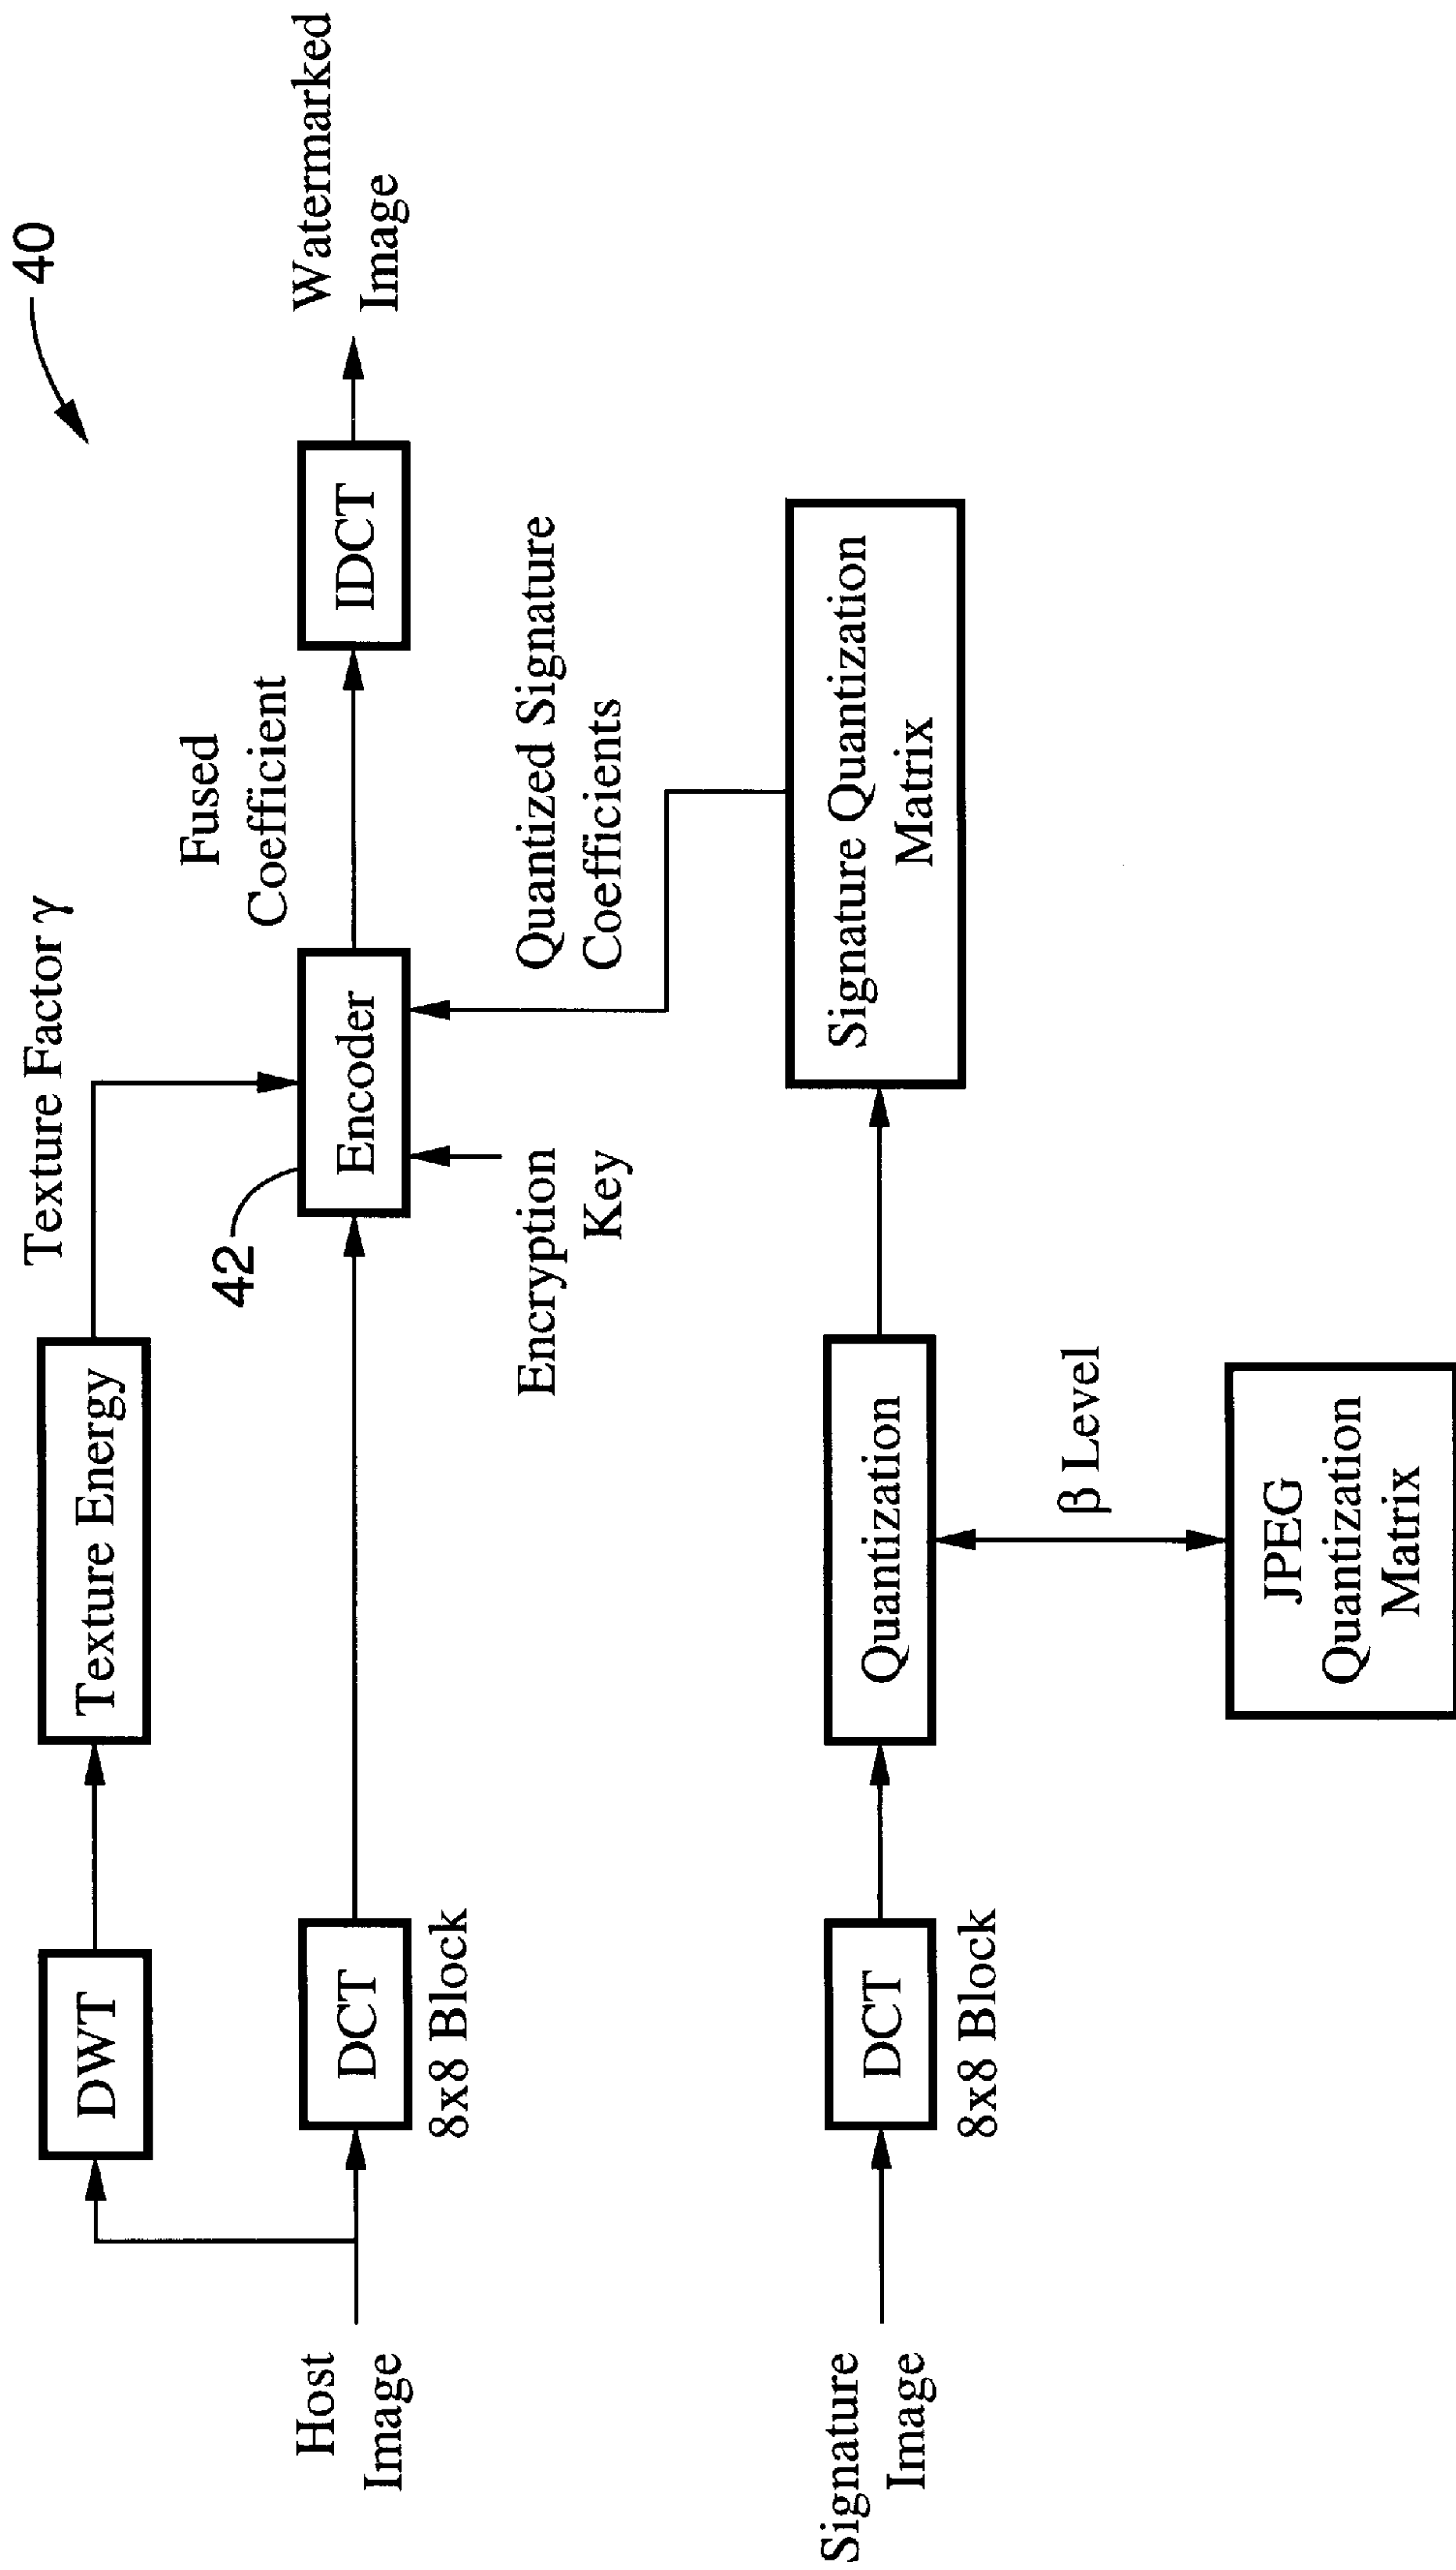 40
Texture Factor γ
DWT
Texture Energy
42
Host
Image
DCT
8x8 Block
Encoder
Encryption
Key
Fused
Coefficient
IDCT
Watermarked
Image
Quantized Signature
Coefficients
Signature
Image
DCT
8x8 Block
Quantization
Signature Quantization
Matrix
β Level
JPEG
Quantization
Matrix